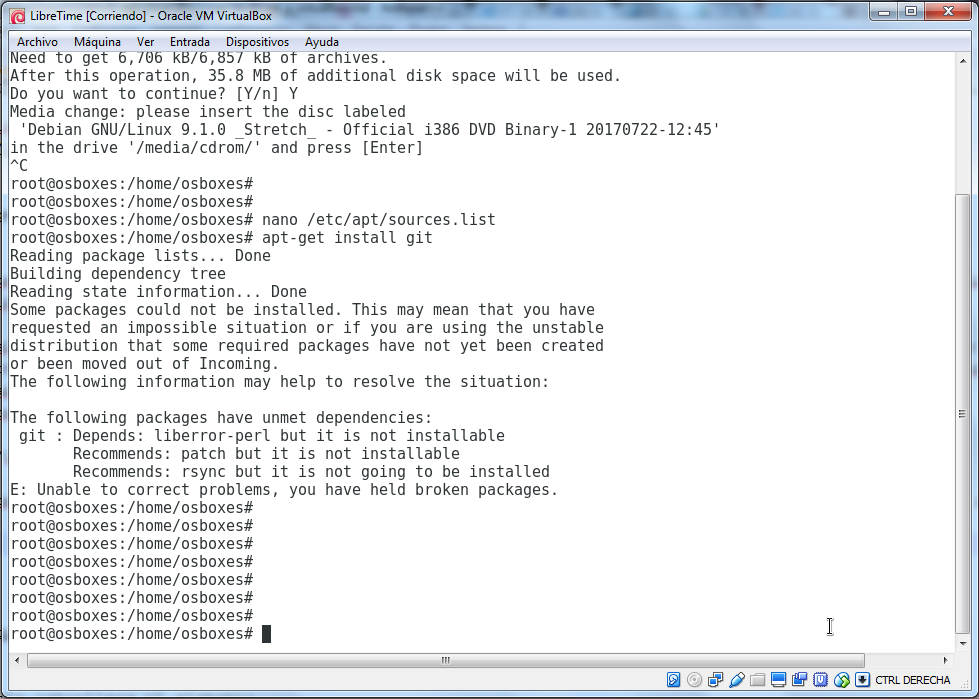 LibreTime [Corriendo] - Oracle VM VirtualBox
Archivo Máquina Ver Entrada Dispositivos Ayuda
Need to get 6,706 kB/6,857 kB of archives.
After this operation, 35.8 MB of additional disk space will be used.
Do you want to continue? [Y/n] Y
Media change: please insert the disc labeled
 'Debian GNU/Linux 9.1.0 _Stretch_ - Official i386 DVD Binary-1 20170722-12:45'
in the drive '/media/cdrom/' and press [Enter]
^C
root@osboxes:/home/osboxes#
root@osboxes:/home/osboxes#
root@osboxes:/home/osboxes# nano /etc/apt/sources.list
root@osboxes:/home/osboxes# apt-get install git
Reading package lists... Done
Building dependency tree
Reading state information... Done
Some packages could not be installed. This may mean that you have
requested an impossible situation or if you are using the unstable
distribution that some required packages have not yet been created
or been moved out of Incoming.
The following information may help to resolve the situation:

The following packages have unmet dependencies:
 git : Depends: liberror-perl but it is not installable
       Recommends: patch but it is not installable
       Recommends: rsync but it is not going to be installed
E: Unable to correct problems, you have held broken packages.
root@osboxes:/home/osboxes#
root@osboxes:/home/osboxes#
root@osboxes:/home/osboxes#
root@osboxes:/home/osboxes#
root@osboxes:/home/osboxes#
root@osboxes:/home/osboxes#
root@osboxes:/home/osboxes#
root@osboxes:/home/osboxes#
CTRL DERECHA